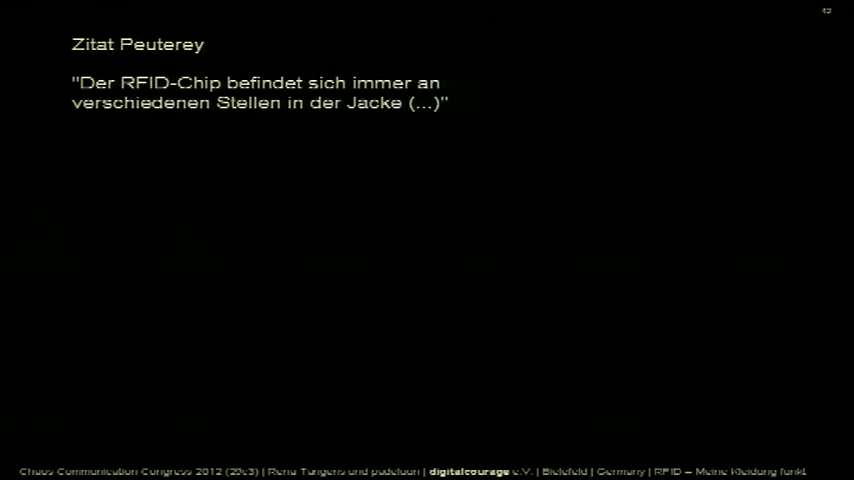 42
Zitat Peuterey
"Der RFID-Chip befindet sich immer an
verschiedenen Stellen in der Jacke (...)"
Chaos Communication Congress 2012 (29c3) | Rena Tangens und padeluun | digitalcourage e.V. | Bielefeld | Germany | RFID – Meine Kleidung funkt